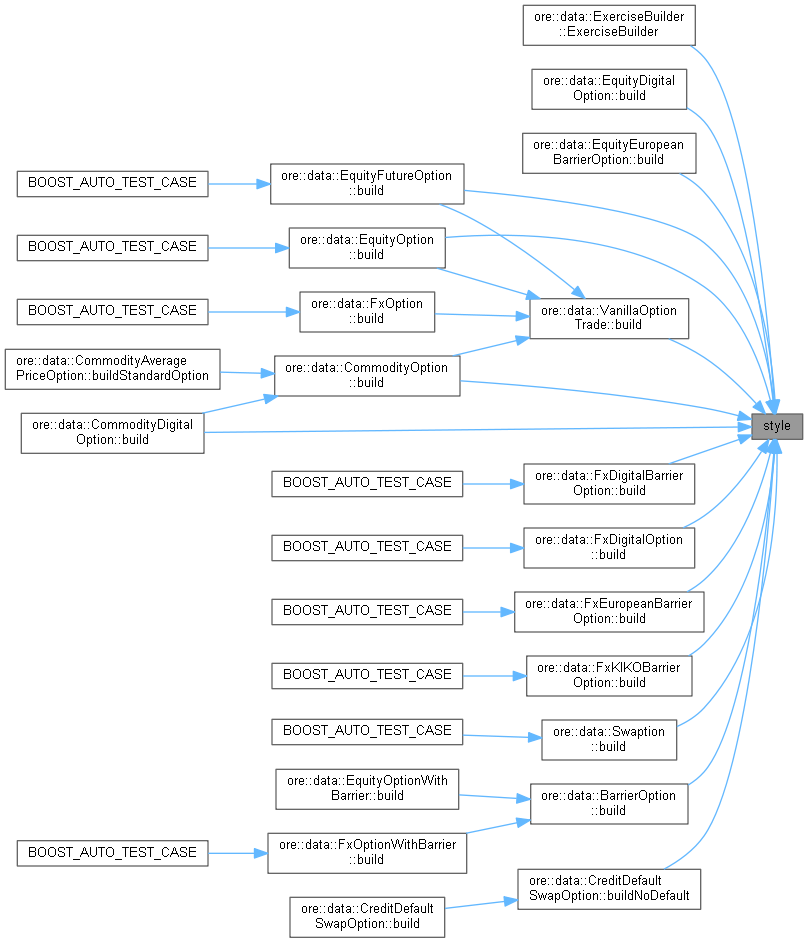 ore::data::ExerciseBuilder
::ExerciseBuilder
ore::data::EquityDigital
Option::build
ore::data::EquityEuropean
BarrierOption::build
BOOST_AUTO_TEST_CASE
ore::data::EquityFutureOption
::build
BOOST_AUTO_TEST_CASE
ore::data::EquityOption
::build
BOOST_AUTO_TEST_CASE
ore::data::FxOption
::build
ore::data::VanillaOption
Trade::build
ore::data::CommodityAverage
PriceOption::buildStandardOption
ore::data::CommodityOption
::build
ore::data::CommodityDigital
Option::build
style
BOOST_AUTO_TEST_CASE
ore::data::FxDigitalBarrier
Option::build
BOOST_AUTO_TEST_CASE
ore::data::FxDigitalOption
::build
BOOST_AUTO_TEST_CASE
ore::data::FxEuropeanBarrier
Option::build
BOOST_AUTO_TEST_CASE
ore::data::FxKIKOBarrier
Option::build
BOOST_AUTO_TEST_CASE
ore::data::Swaption
::build
ore::data::EquityOptionWith
Barrier::build
ore::data::BarrierOption
::build
BOOST_AUTO_TEST_CASE
ore::data::FxOptionWithBarrier
::build
ore::data::CreditDefault
SwapOption::buildNoDefault
ore::data::CreditDefault
SwapOption::build